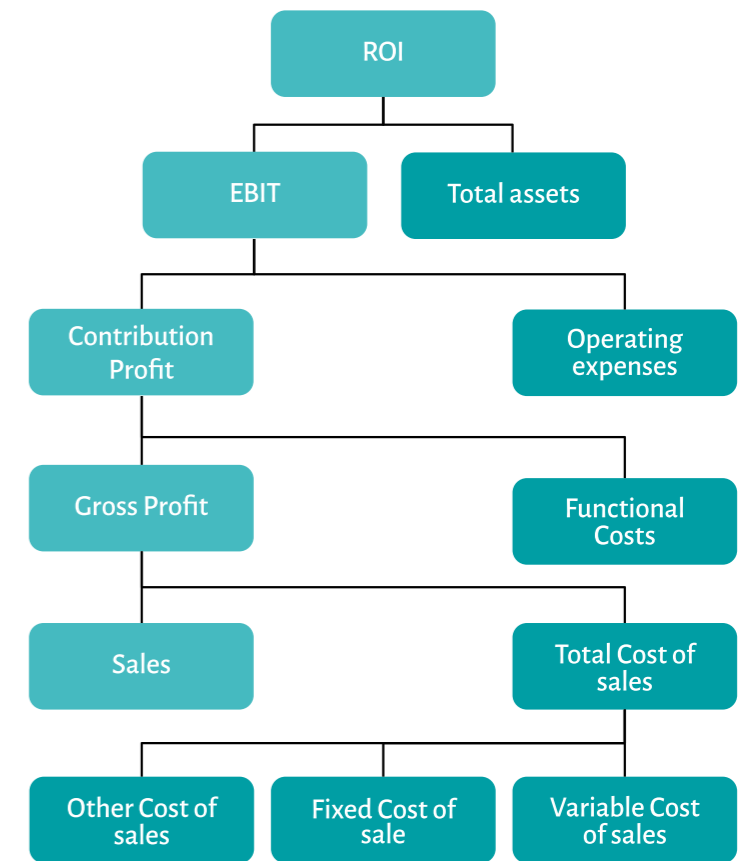 ROI
EBIT
Total assets
Contribution
Profit
Operating
expenses
Gross Profit
Functional
Costs
Sales
Total Cost of
sales
Other Cost of
sales
Fixed Cost of
sale
Variable Cost
of sales